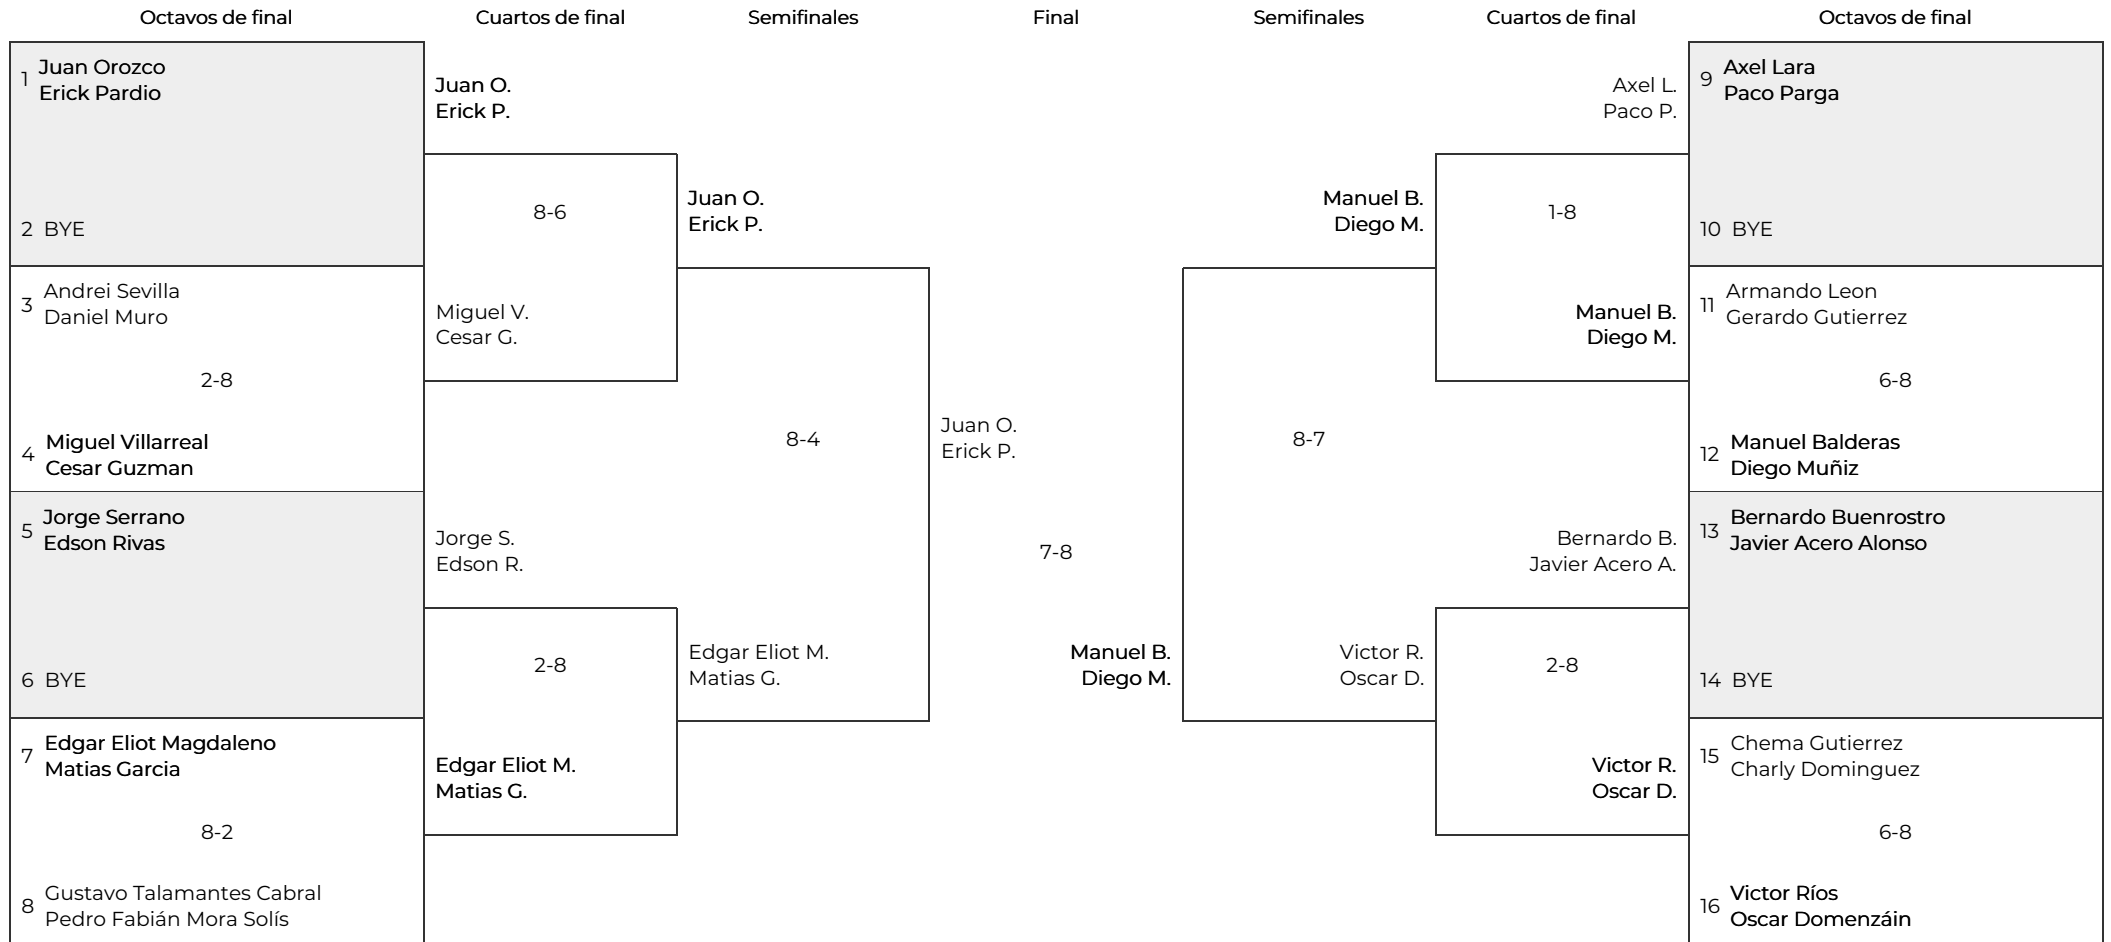 Octavos de final
Cuartos de final
Semifinales
Final
Semifinales
Cuartos de final
Octavos de final
1
Juan Orozco
Erick Pardio
2 BYE
3
Andrei Sevilla
Daniel Muro
2-8
4
Miguel Villarreal
Cesar Guzman
5
Jorge Serrano
Edson Rivas
6 BYE
7
Edgar Eliot Magdaleno
Matias Garcia
8-2
8
Gustavo Talamantes Cabral
Pedro Fabián Mora Solís
Juan O.
Erick P.
8-6
Miguel V.
Cesar G.
Jorge S.
Edson R.
2-8
Edgar Eliot M.
Matias G.
Juan O.
Erick P.
8-4
Edgar Eliot M.
Matias G.
Juan O.
Erick P.
7-8
Manuel B.
Diego M.
Manuel B.
Diego M.
8-7
Victor R.
Oscar D.
Axel L.
Paco P.
1-8
Manuel B.
Diego M.
Bernardo B.
Javier Acero A.
2-8
Victor R.
Oscar D.
9
Axel Lara
Paco Parga
10 BYE
11
Armando Leon
Gerardo Gutierrez
6-8
12
Manuel Balderas
Diego Muñiz
13
Bernardo Buenrostro
Javier Acero Alonso
14 BYE
15
Chema Gutierrez
Charly Dominguez
6-8
16
Victor Ríos
Oscar Domenzáin